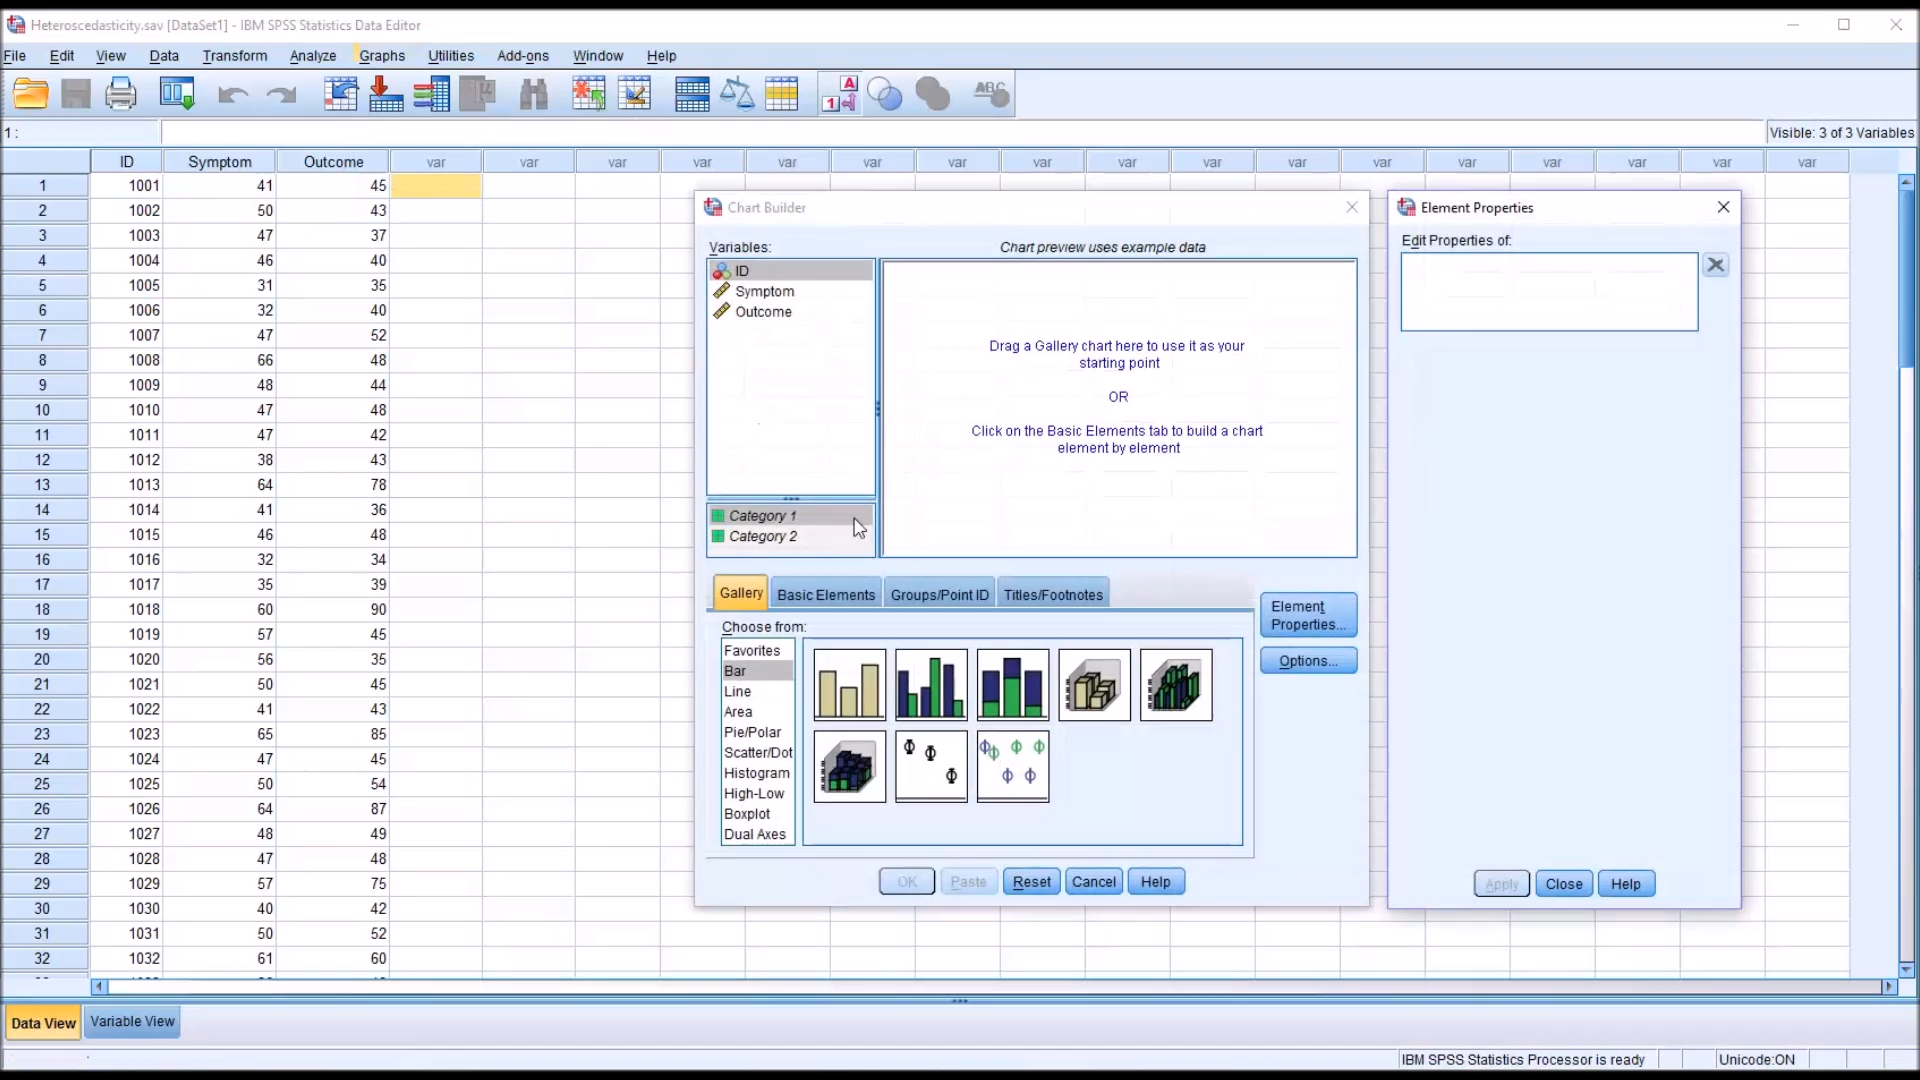 Heteroscedasticity.sav [DataSet1] - IBM SPSS Statistics Data Editor
File Edit View Data Transform Analyze Graphs Utilities Add-ons Window Help
1 : Visible: 3 of 3 Variables
ID Symptom Outcome var var var var var var var var var var var var var var var var var
1 1001 41 45
2 1002 50 43
3 1003 47 37
4 1004 46 40
5 1005 31 35
6 1006 32 40
7 1007 47 52
8 1008 66 48
9 1009 48 44
10 1010 47 48
11 1011 47 42
12 1012 38 43
13 1013 64 78
14 1014 41 36
15 1015 46 48
16 1016 32 34
17 1017 35 39
18 1018 60 90
19 1019 57 45
20 1020 56 35
21 1021 50 45
22 1022 41 43
23 1023 65 85
24 1024 47 45
25 1025 50 54
26 1026 64 87
27 1027 48 49
28 1028 47 48
29 1029 57 75
30 1030 40 42
31 1031 50 52
32 1032 61 60
Chart Builder
Variables:
ID
Symptom
Outcome
Category 1
Category 2
Chart preview uses example data
Drag a Gallery chart here to use it as your
starting point
OR
Click on the Basic Elements tab to build a chart
element by element
Gallery Basic Elements Groups/Point ID Titles/Footnotes
Choose from:
Favorites
Bar
Line
Area
Pie/Polar
Scatter/Dot
Histogram
High-Low
Boxplot
Dual Axes
Element
Properties...
Options...
OK Paste Reset Cancel Help
Element Properties
Edit Properties of:
Apply Close Help
Data View Variable View
IBM SPSS Statistics Processor is ready Unicode:ON